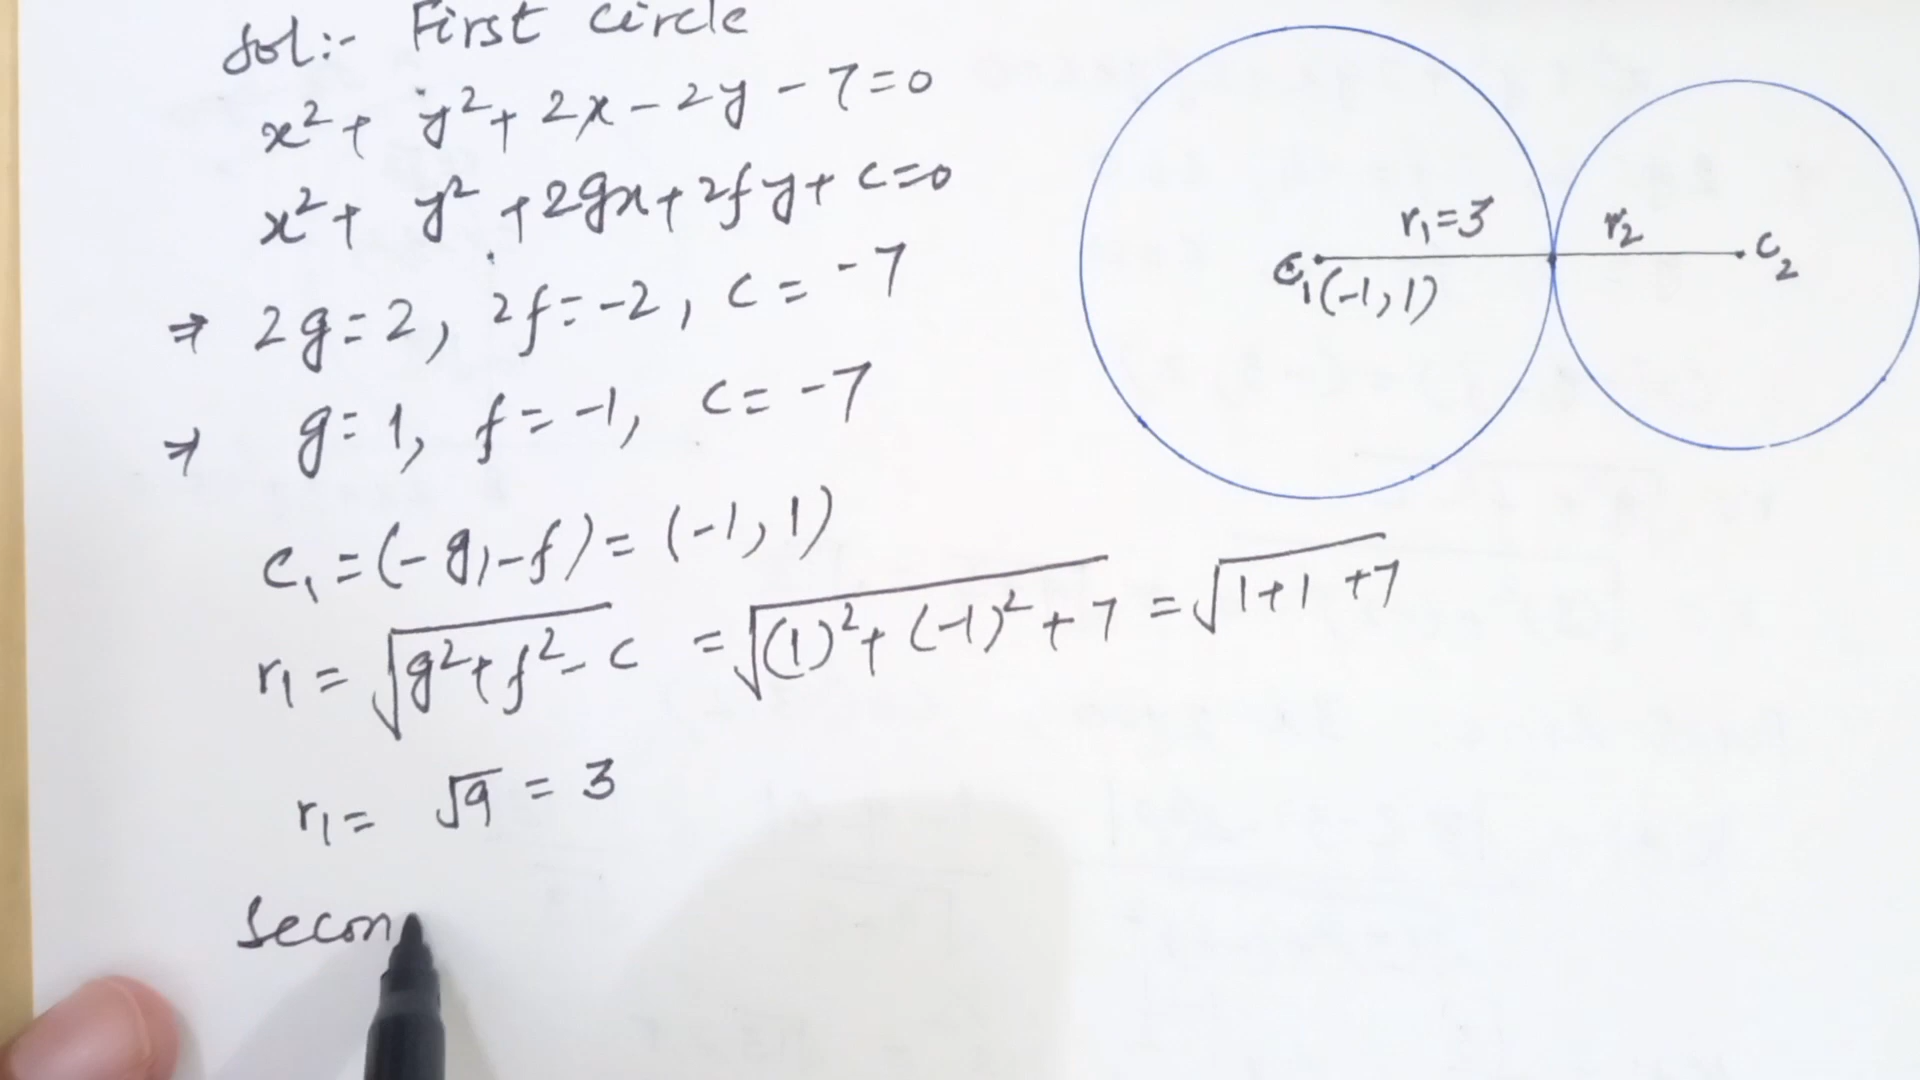 Sol:- First circle
x² + y² + 2x - 2y - 7 = 0
x² + y² + 2gx + 2fy + c = 0
⇒ 2g = 2, 2f = -2, c = -7
⇒ g = 1, f = -1, c = -7
c₁ = (-g, -f) = (-1, 1)
r₁ = √(g² + f² - c) = √((1)² + (-1)² + 7) = √(1 + 1 + 7)
r₁ = √9 = 3
Secon
r₁ = 3
r₂
c₁(-1, 1)
c₂